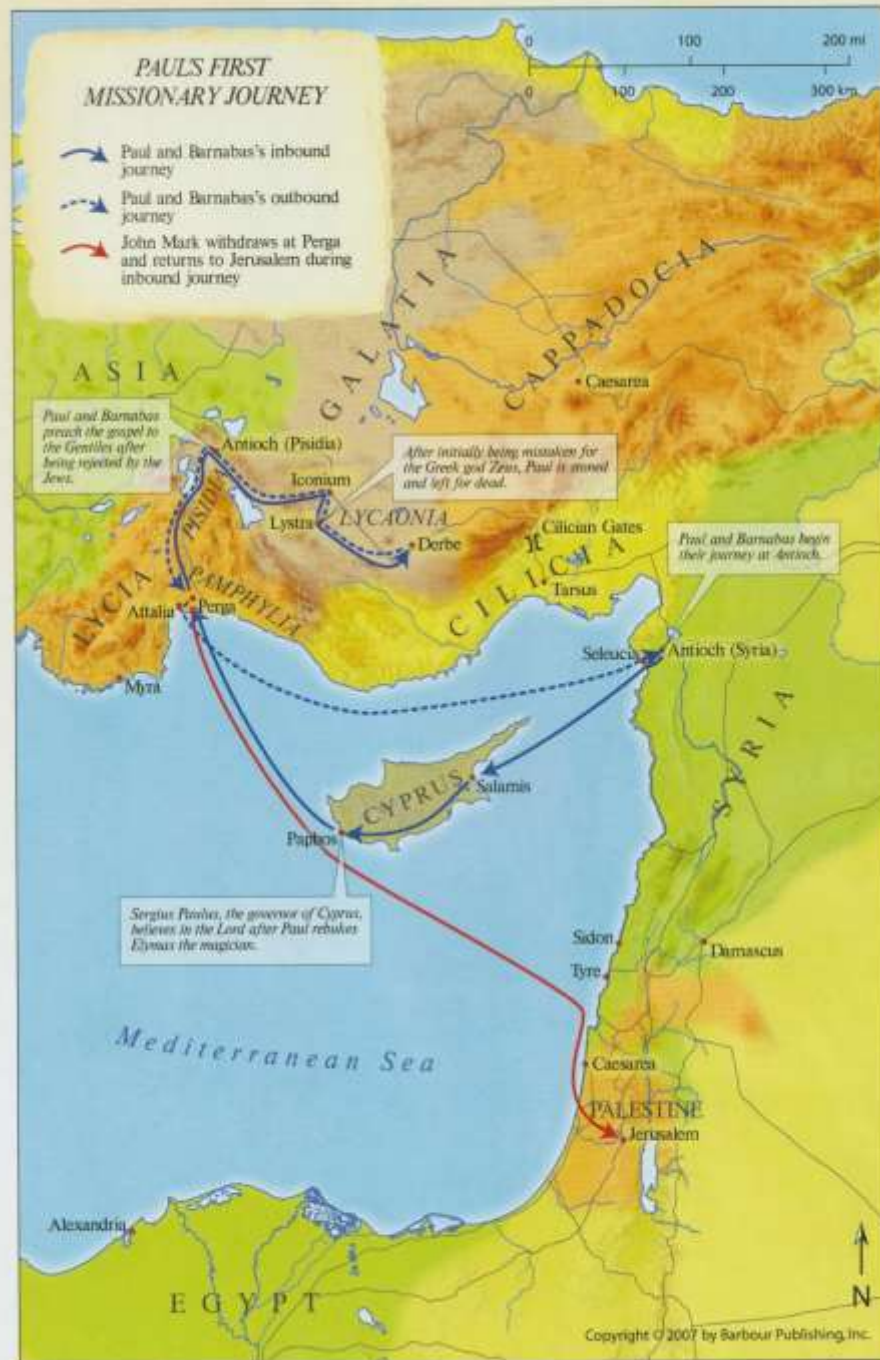 PAUL'S FIRST
MISSIONARY JOURNEY
Paul and Barnabas's inbound
journey
Paul and Barnabas's outbound
journey
John Mark withdraws at Perga
and returns to Jerusalem during
inbound journey
0 100 200 mi
0 100 200 300 km
ASIA
GALATIA
CAPPADOCIA
Caesarea
Paul and Barnabas
preach the gospel to
the Gentiles after
being rejected by the
Jews.
Antioch (Pisidia)
After initially being mistaken for
the Greek god Zeus, Paul is stoned
and left for dead.
Iconium
PISIDIA
Lystra
LYCAONIA
Derbe
Cilician Gates
Paul and Barnabas begin
their journey at Antioch.
CILICIA
Tarsus
LYCIA
PAMPHYLIA
Attalia
Perga
Myra
Seleucia
Antioch (Syria)
SYRIA
CYPRUS
Salamis
Paphos
Sergius Paulus, the governor of Cyprus,
believes in the Lord after Paul rebukes
Elymas the magician.
Sidon
Damascus
Tyre
Mediterranean Sea
Caesarea
PALESTINE
Jerusalem
Alexandria
EGYPT
N
Copyright © 2007 by Barbour Publishing, Inc.